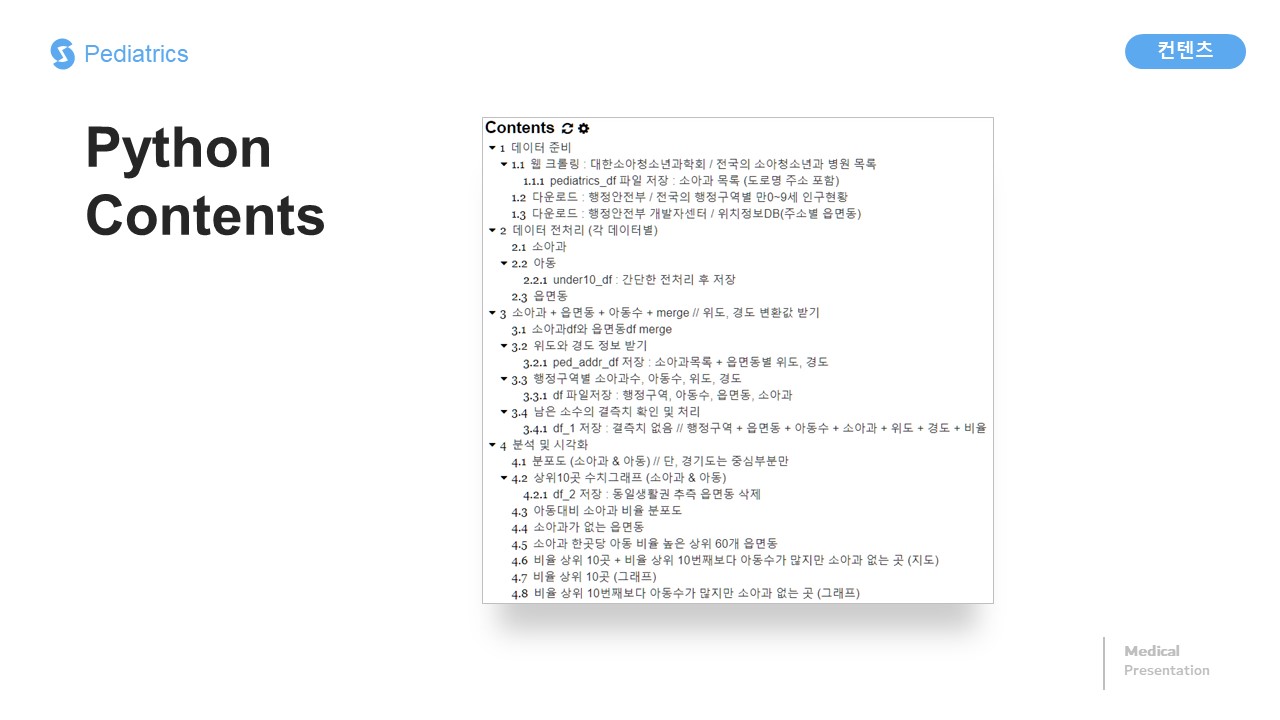 Pediatrics
컨텐츠
Python
Contents
Contents
1 데이터 준비
1.1 웹 크롤링 : 대한소아청소년과학회 / 전국의 소아청소년과 병원 목록
1.1.1 pediatrics_df 파일 저장 : 소아과 목록 (도로명 주소 포함)
1.2 다운로드 : 행정안전부 / 전국의 행정구역별 만0~9세 인구현황
1.3 다운로드 : 행정안전부 개발자센터 / 위치정보DB(주소별 읍면동)
2 데이터 전처리 (각 데이터별)
2.1 소아과
2.2 아동
2.2.1 under10_df : 간단한 전처리 후 저장
2.3 읍면동
3 소아과 + 읍면동 + 아동수 + merge // 위도, 경도 변환값 받기
3.1 소아과df와 읍면동df merge
3.2 위도와 경도 정보 받기
3.2.1 ped_addr_df 저장 : 소아과목록 + 읍면동별 위도, 경도
3.3 행정구역별 소아과수, 아동수, 위도, 경도
3.3.1 df 파일저장 : 행정구역, 아동수, 읍면동, 소아과
3.4 남은 소수의 결측치 확인 및 처리
3.4.1 df_1 저장 : 결측치 없음 // 행정구역 + 읍면동 + 아동수 + 소아과 + 위도 + 경도 + 비율
4 분석 및 시각화
4.1 분포도 (소아과 & 아동) // 단, 경기도는 중심부분만
4.2 상위10곳 수치그래프 (소아과 & 아동)
4.2.1 df_2 저장 : 동일생활권 추측 읍면동 삭제
4.3 아동대비 소아과 비율 분포도
4.4 소아과가 없는 읍면동
4.5 소아과 한곳당 아동 비율 높은 상위 60개 읍면동
4.6 비율 상위 10곳 + 비율 상위 10번째보다 아동수가 많지만 소아과 없는 곳 (지도)
4.7 비율 상위 10곳 (그래프)
4.8 비율 상위 10번째보다 아동수가 많지만 소아과 없는 곳 (그래프)
Medical
Presentation